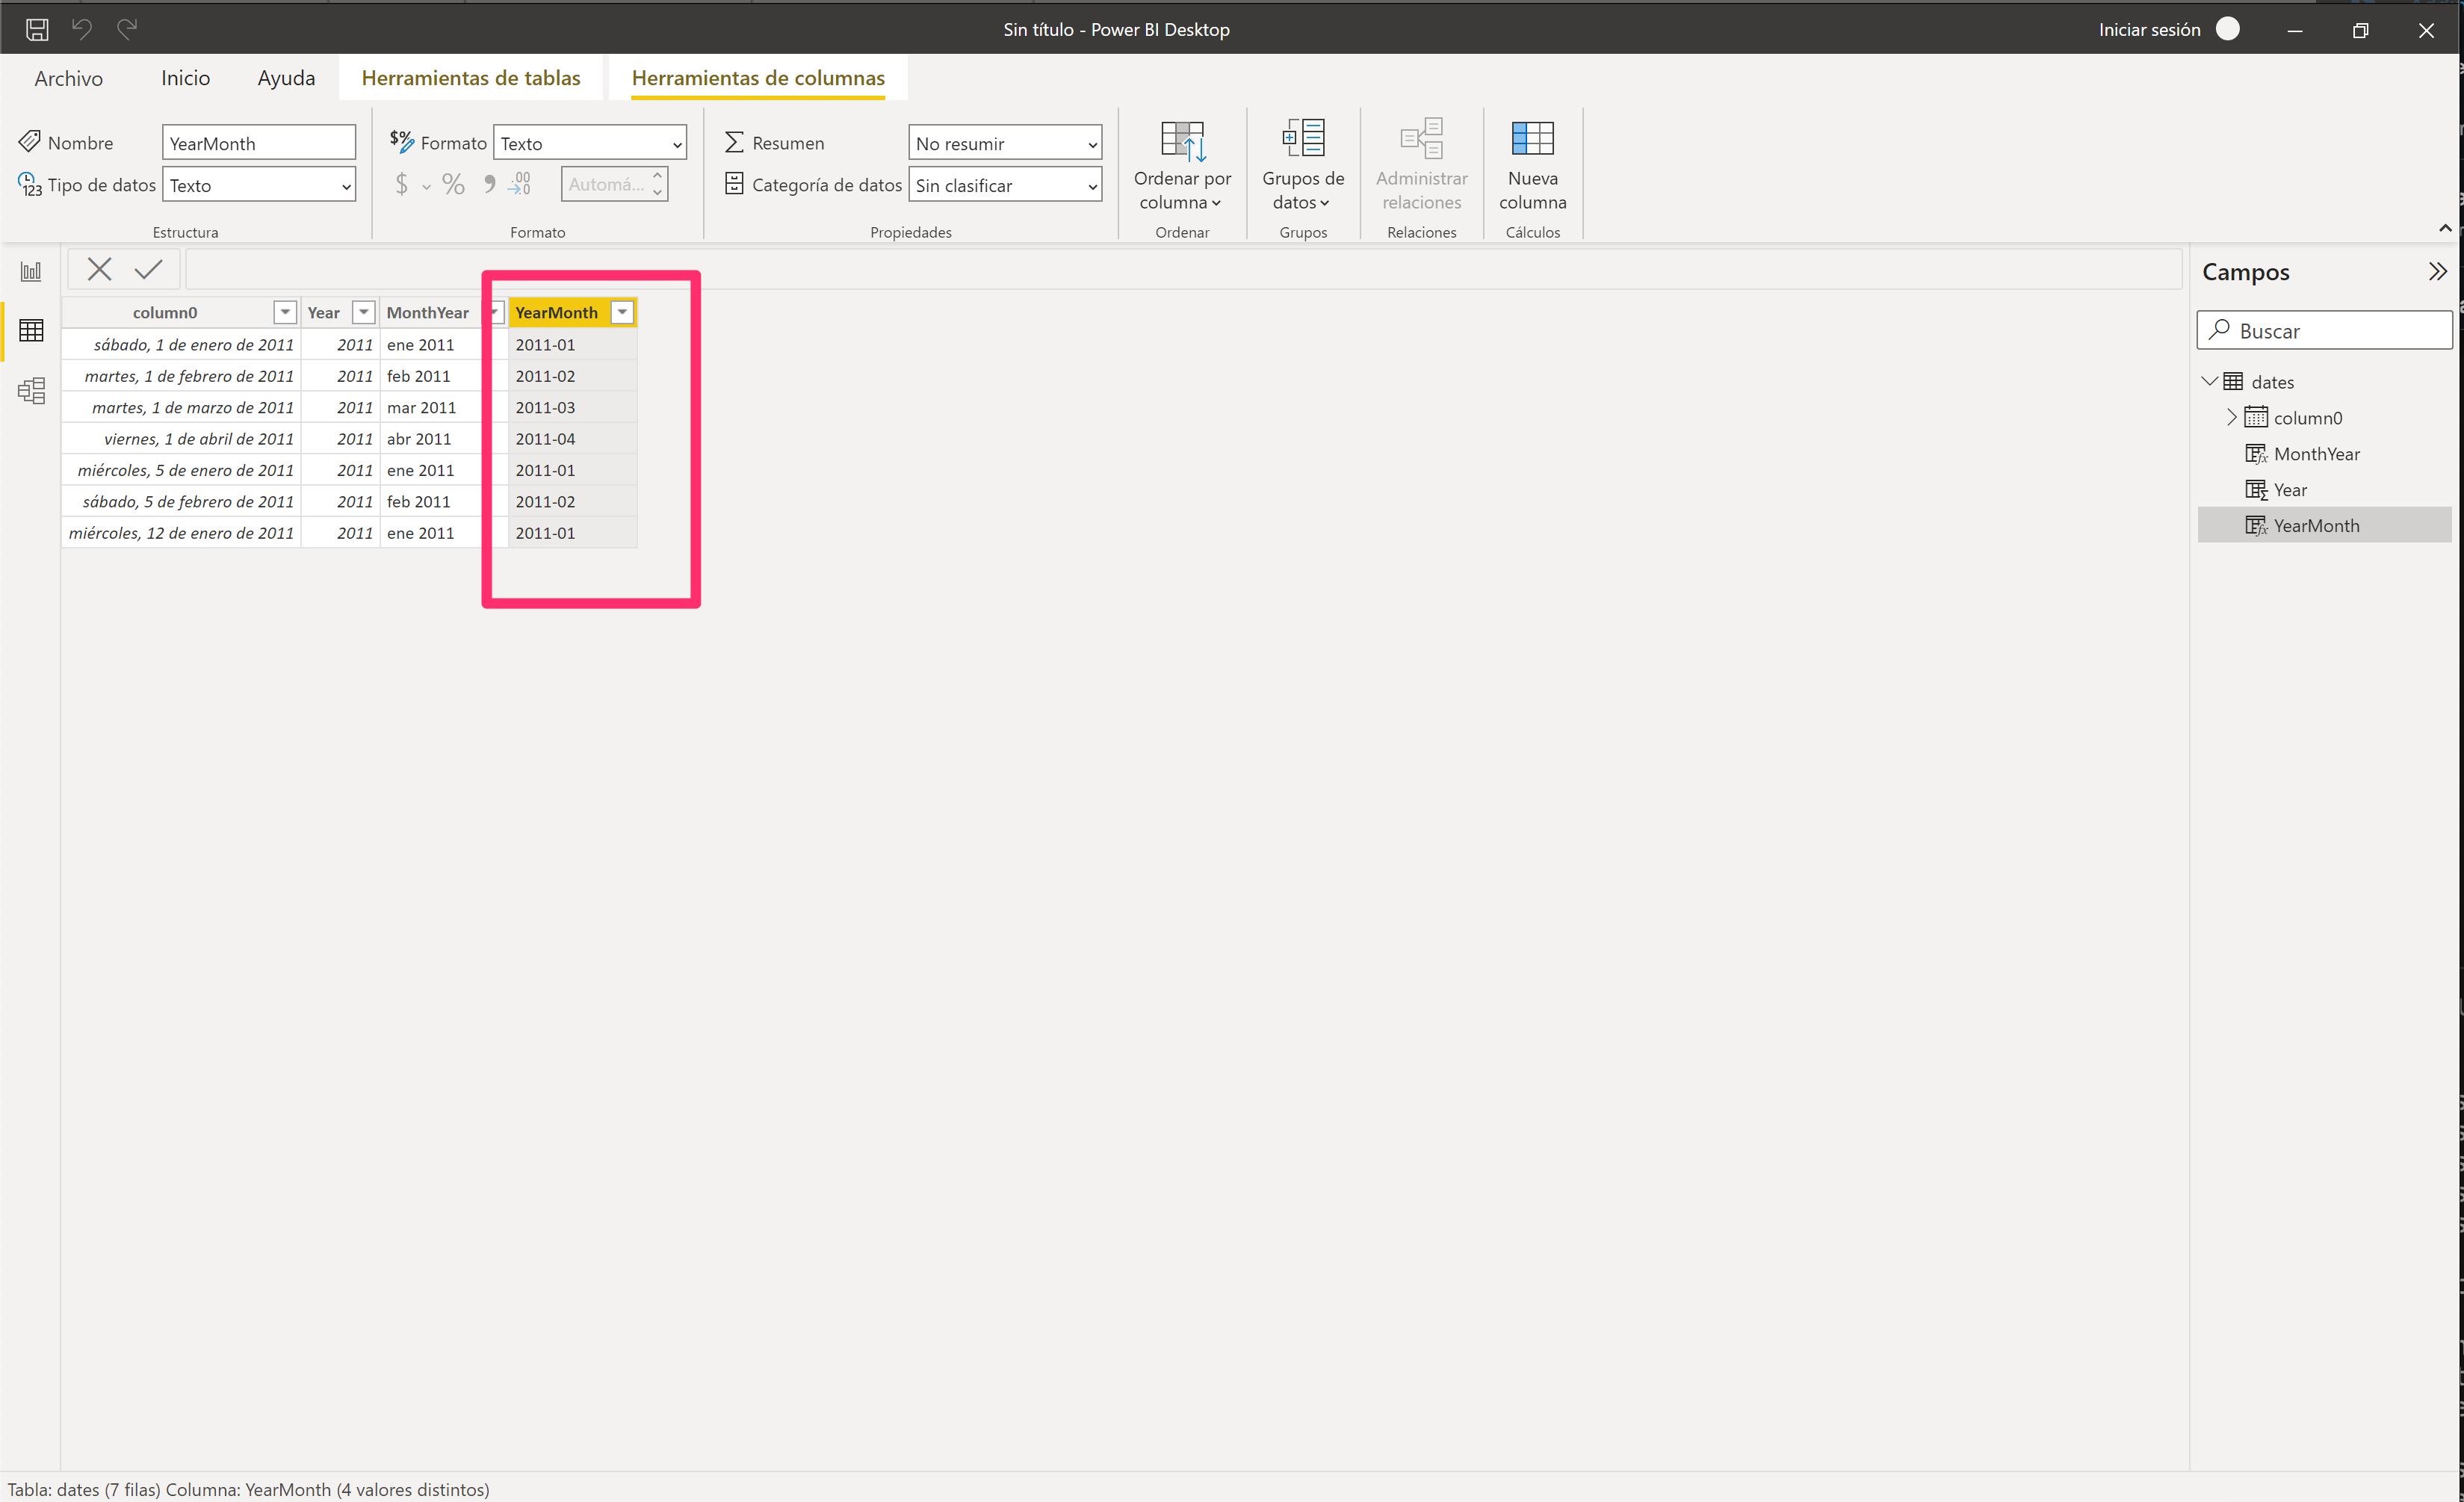 Sin título - Power BI Desktop
Iniciar sesión
Archivo Inicio Ayuda Herramientas de tablas Herramientas de columnas
Nombre YearMonth
Tipo de datos Texto
Estructura
$% Formato Texto
$ % , .00 →.0 Automá...
Formato
Resumen No resumir
Categoría de datos Sin clasificar
Propiedades
Ordenar por
columna
Ordenar
Grupos de
datos
Grupos
Administrar
relaciones
Relaciones
Nueva
columna
Cálculos
column0 Year MonthYear YearMonth
sábado, 1 de enero de 2011 2011 ene 2011 2011-01
martes, 1 de febrero de 2011 2011 feb 2011 2011-02
martes, 1 de marzo de 2011 2011 mar 2011 2011-03
viernes, 1 de abril de 2011 2011 abr 2011 2011-04
miércoles, 5 de enero de 2011 2011 ene 2011 2011-01
sábado, 5 de febrero de 2011 2011 feb 2011 2011-02
miércoles, 12 de enero de 2011 2011 ene 2011 2011-01
Campos
Buscar
dates
column0
MonthYear
Year
YearMonth
Tabla: dates (7 filas) Columna: YearMonth (4 valores distintos)